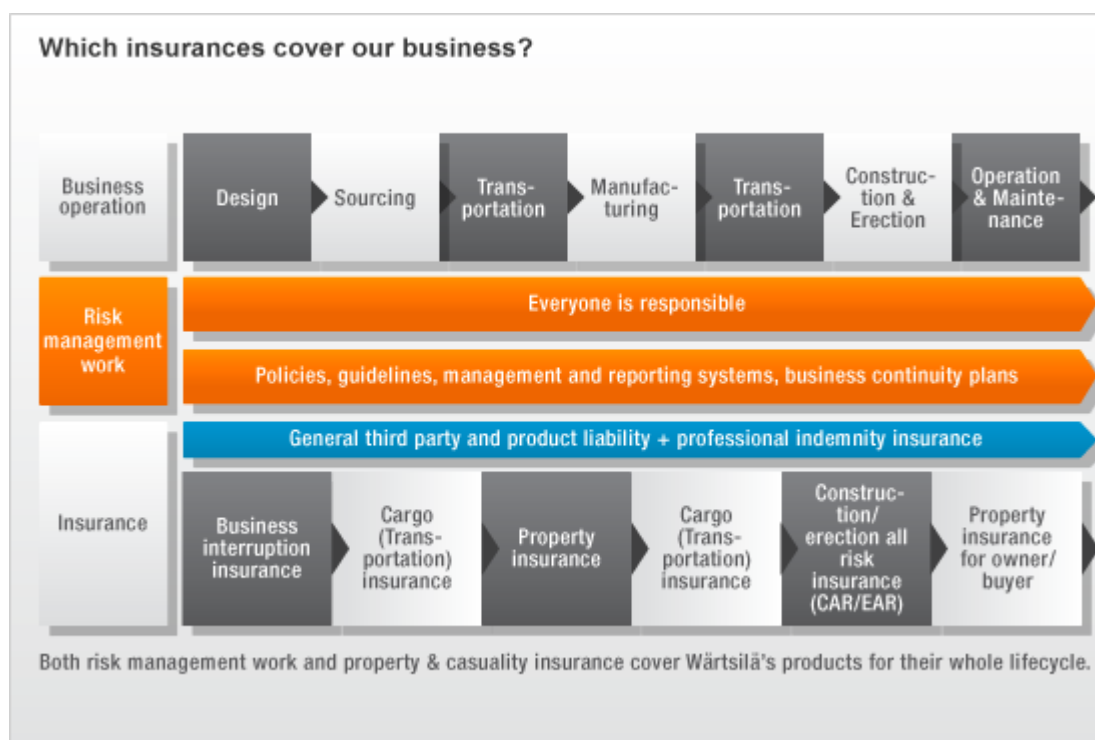 Which insurances cover our business?
Business
operation
Design
Sourcing
Trans-
portation
Manufac-
turing
Trans-
portation
Construc-
tion &
Erection
Operation
& Mainte-
nance
Risk
management
work
Everyone is responsible
Policies, guidelines, management and reporting systems, business continuity plans
Insurance
General third party and product liability + professional indemnity insurance
Business
interruption
insurance
Cargo
(Trans-
portation)
insurance
Property
insurance
Cargo
(Trans-
portation)
insurance
Construc-
tion/
erection all
risk
insurance
(CAR/EAR)
Property
insurance
for owner/
buyer
Both risk management work and property & casuality insurance cover Wärtsilä's products for their whole lifecycle.